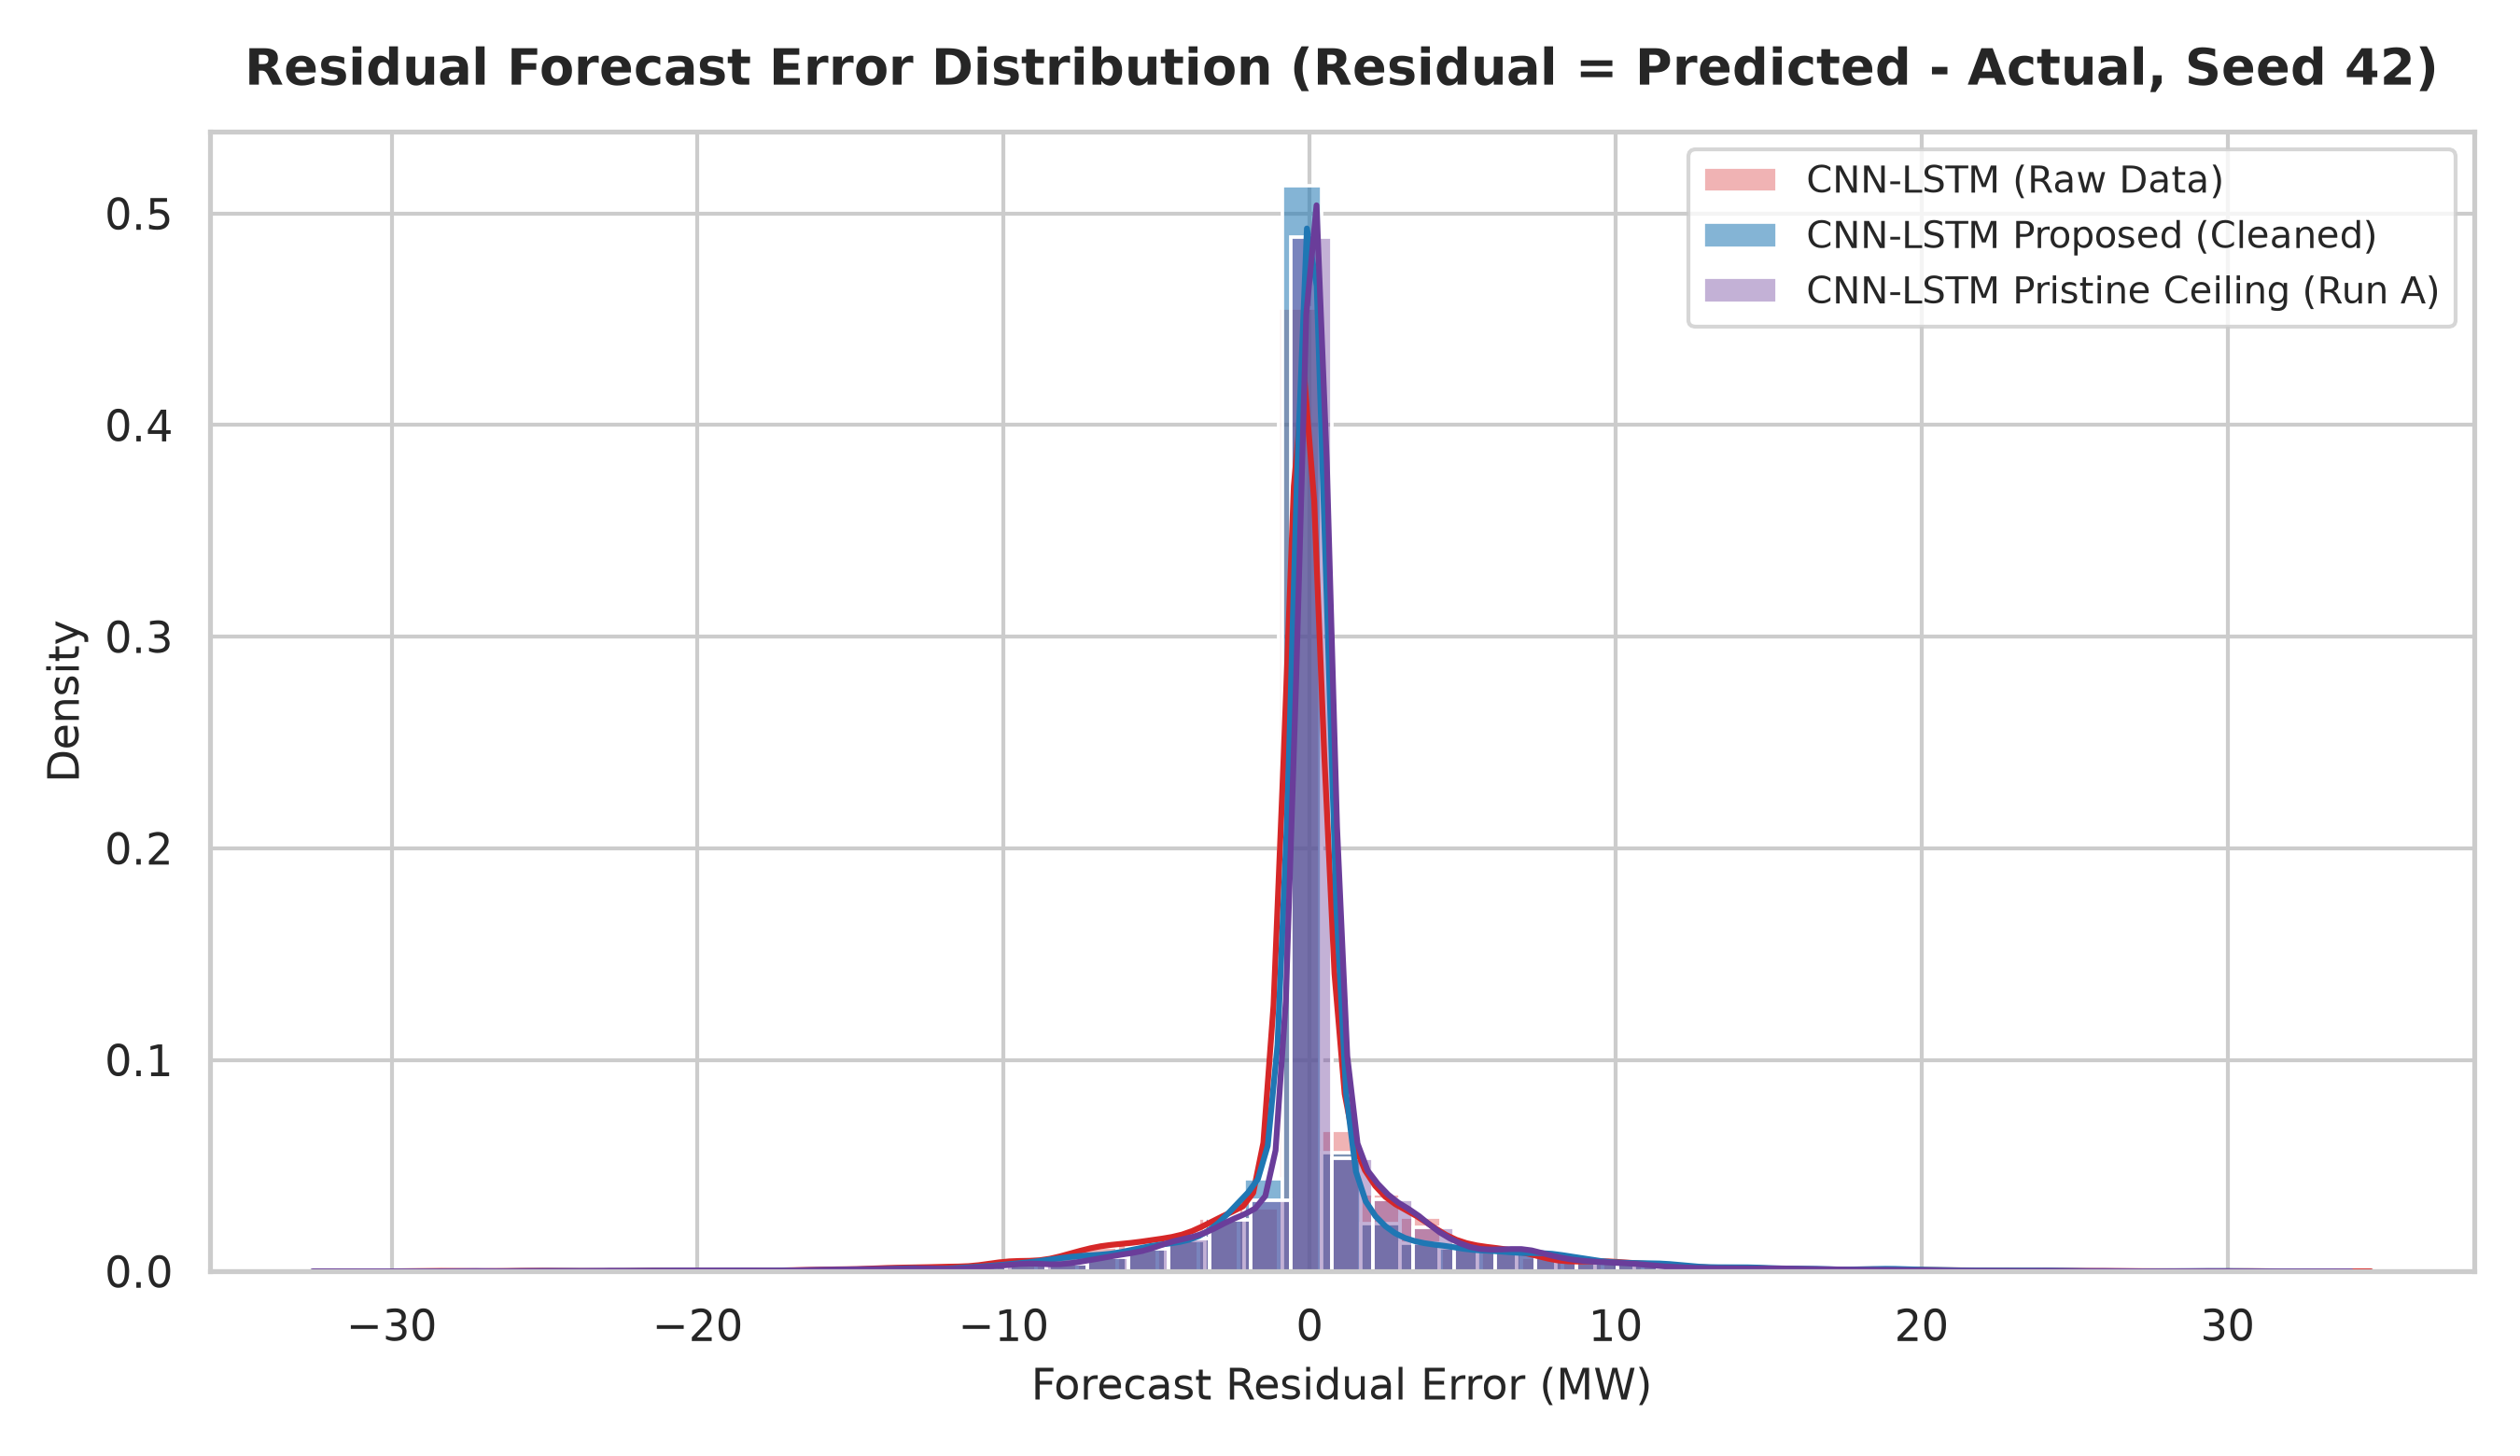 Residual Forecast Error Distribution (Residual = Predicted - Actual, Seed 42)
CNN-LSTM (Raw Data)
CNN-LSTM Proposed (Cleaned)
CNN-LSTM Pristine Ceiling (Run A)
0.5
0.4
0.3
0.2
0.1
0.0
Density
−30 −20 −10 0 10 20 30
Forecast Residual Error (MW)